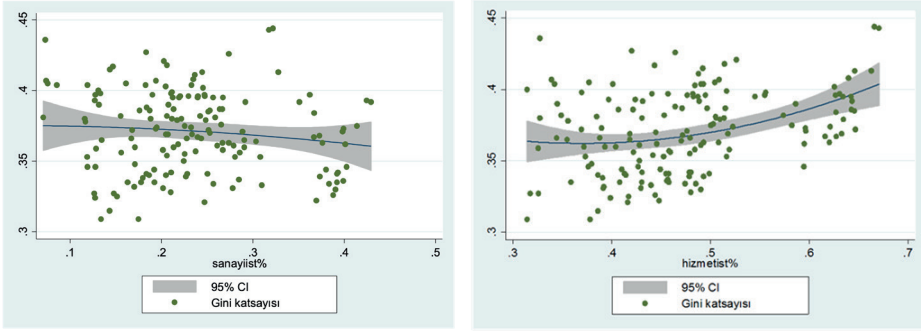 .45
.4
.35
.3
.1 .2 .3 .4 .5
sanayiist%
95% CI
Gini katsayısı
.45
.4
.35
.3
.3 .4 .5 .6 .7
hizmetist%
95% CI
Gini katsayısı